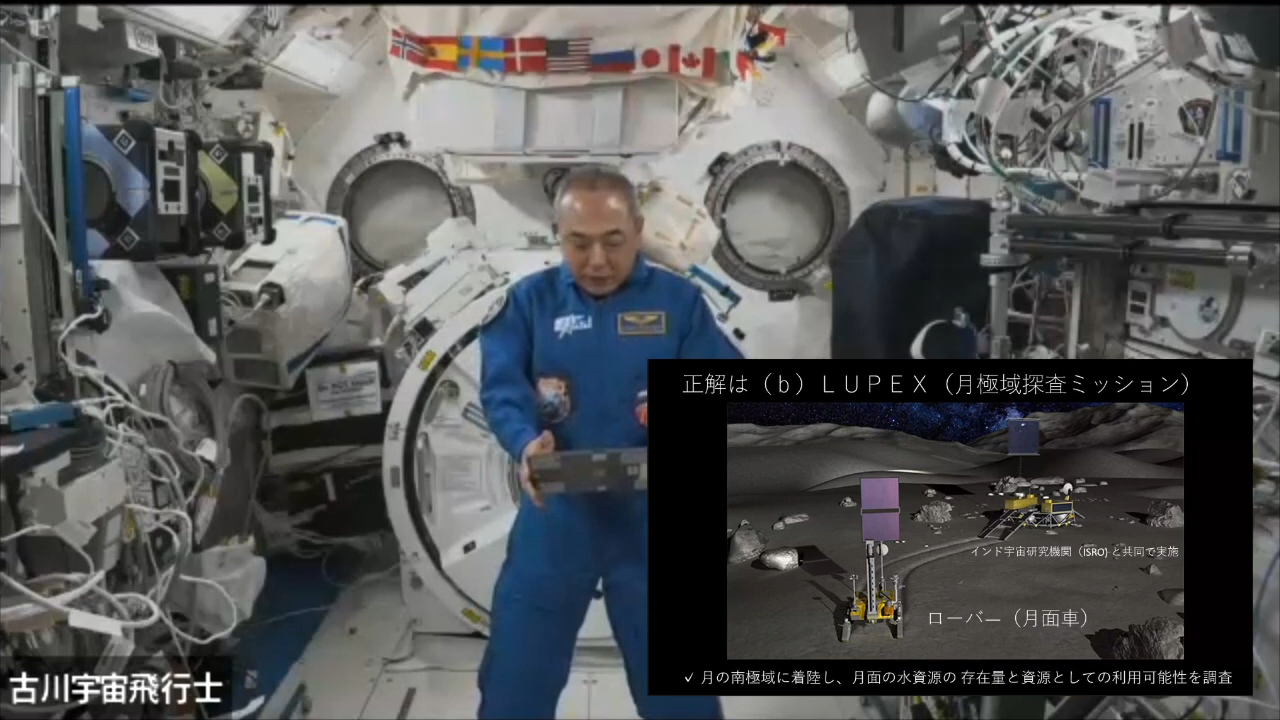 正解は（ｂ）ＬＵＰＥＸ（月極域探査ミッション）
インド宇宙研究機関（ISRO）と共同で実施
ローバー（月面車）
✓ 月の南極域に着陸し、月面の水資源の 存在量と資源としての利用可能性を調査
古川宇宙飛行士